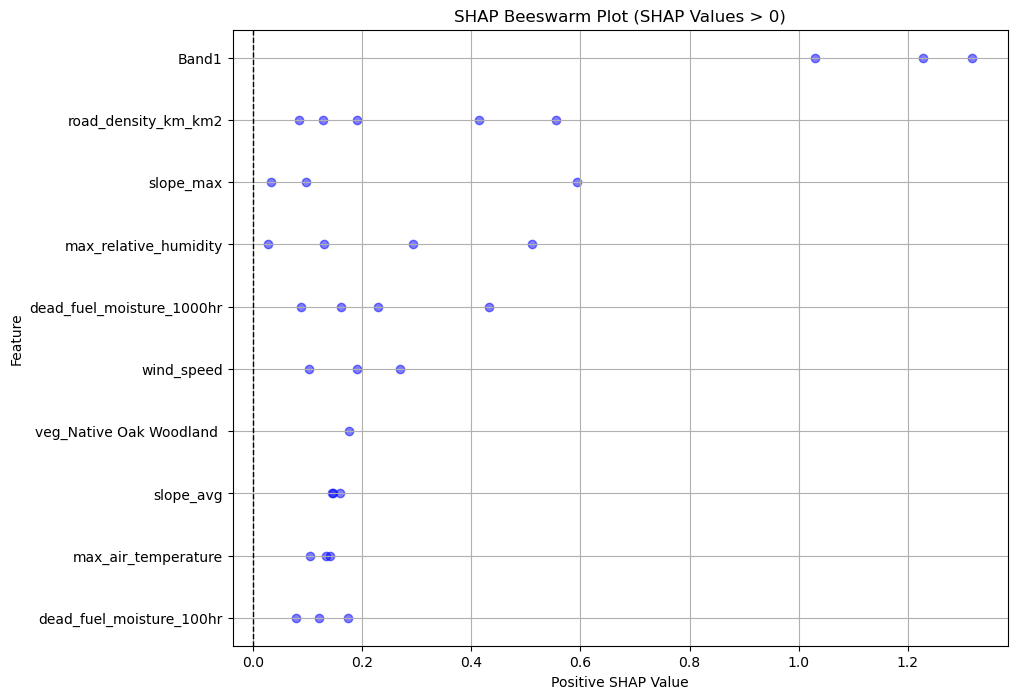 SHAP Beeswarm Plot (SHAP Values > 0)
Feature
Band1
road_density_km_km2
slope_max
max_relative_humidity
dead_fuel_moisture_1000hr
wind_speed
veg_Native Oak Woodland
slope_avg
max_air_temperature
dead_fuel_moisture_100hr
0.0 0.2 0.4 0.6 0.8 1.0 1.2
Positive SHAP Value